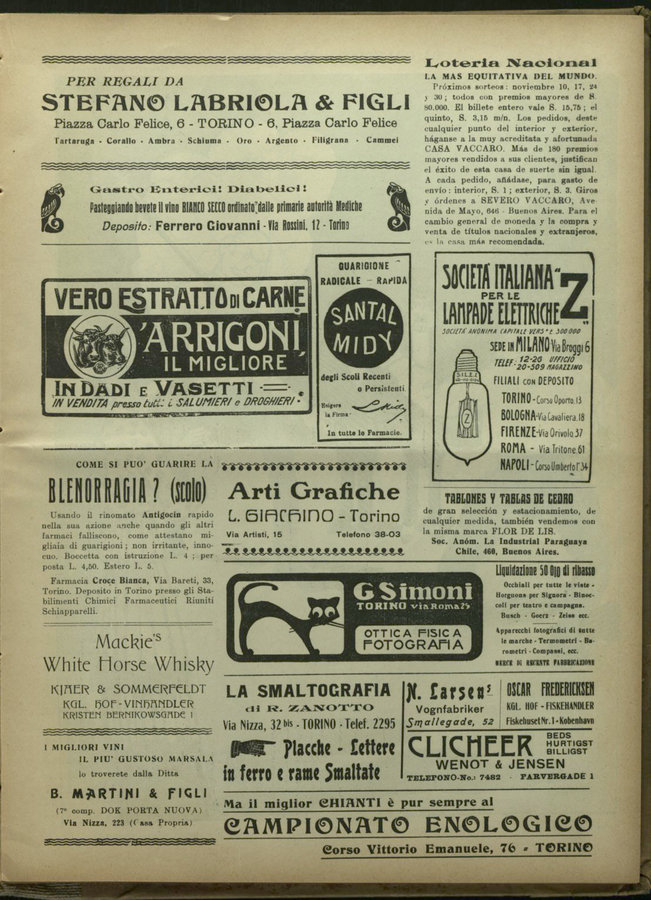 PER REGALI DA
STEFANO LABRIOLA & FIGLI
Piazza Carlo Felice, 6 - TORINO - 6, Piazza Carlo Felice
Tartaruga - Corallo - Ambra - Schiuma - Oro - Argento - Filigrana - Cammei
Gastro Enterici! Diabetici!
Pasteggiando bevete il vino BIANCO SECCO ordinato dalle primarie autorità Mediche
Deposito: Ferrero Giovanni - Via Rossini, 12 - Torino
Loteria Nacional
LA MAS EQUITATIVA DEL MUNDO.
Próximos sorteos: noviembre 10, 17, 24
y 30; todos con premios mayores de $
80.000. El billete entero vale $. 15,75; el
quinto, $. 3,15 m/n. Los pedidos, deste
cualquier punto del interior y exterior,
háganse a la muy acreditada y afortunada
CASA VACCARO. Más de 180 premios
mayores vendidos a sus clientes, justifican
el éxito de esta casa de suerte sin igual.
A cada pedido, añádase, para gasto de
envio: interior, $. 1; exterior, $. 3. Giros
y órdenes a SEVERO VACCARO, Ave-
nida de Mayo, 646 - Buenos Aires. Para el
cambio general de moneda y la compra y
venta de títulos nacionales y extranjeros,
es la casa más recomendada.
VERO ESTRATTO DI CARNE
"ARRIGONI"
IL MIGLIORE
IN DADI E VASETTI
IN VENDITA presso tutti i SALUMIERI e DROGHIERI
GUARIGIONE
RADICALE - RAPIDA
SANTAL
MIDY
degli Scoli Recenti
o Persistenti
Esigere
la Firma
In tutte le Farmacie.
SOCIETÀ ITALIANA "Z"
PER LE
LAMPADE ELETTRICHE
SOCIETÀ ANONIMA CAPITALE VERS° £ 300 000
SEDE IN MILANO Via Broggi 6
TELEF: 12-26 UFFICIO
20-309 MAGAZZINO
FILIALI CON DEPOSITO
TORINO - Corso Oporto, 13
BOLOGNA - Via Cavaliera, 18
FIRENZE - Via Orivolo 37
ROMA - Via Tritone 61
NAPOLI - Corso Umberto I° 34
S.I.L.E.Z
Z
COME SI PUO' GUARIRE LA
BLENORRAGIA? (scolo)
Usando il rinomato Antigocin rapido
nella sua azione anche quando gli altri
farmaci falliscono, come attestano mi-
gliaia di guarigioni; non irritante, inno-
cuo. Boccetta con istruzione L. 4; per
posta L. 4,50. Estero L. 5.
Farmacia Croce Bianca, Via Bareti, 33,
Torino. Deposito in Torino presso gli Sta-
bilimenti Chimici Farmaceutici Riuniti
Schiapparelli.
Arti Grafiche
L. GIACHINO - Torino
Via Artisti, 15 Telefono 38-03
TABLONES Y TABLAS DE CEDRO
de gran selección y estacionamiento, de
cualquier medida, también vendemos con
la misma marca FLOR DE LIS.
Soc. Anóm. La Industrial Paraguaya
Chile, 460, Buenos Aires.
G. Simoni
TORINO via Roma 2
OTTICA FISICA
FOTOGRAFIA
Liquidazione 50 0|0 di ribasso
Occhiali per tutte le viste -
Horgnons per Signora - Binoc-
coli per teatro e campagna.
Busch - Goerz - Zeiss ecc.
Apparecchi fotografici di tutte
le marche - Termometri - Ba-
rometri - Compassi, ecc.
MERCE DI RECENTE FABBRICAZIONE
Mackie's
White Horse Whisky
KJAER & SOMMERFELDT
KGL. HOF-VINHANDLER
KRISTEN BERNIKOWSGADE 1
I MIGLIORI VINI
IL PIU' GUSTOSO MARSALA
lo troverete dalla Ditta
B. MARTINI & FIGLI
(7ª comp. DOK PORTA NUOVA)
Via Nizza, 223 (Casa Propria)
LA SMALTOGRAFIA
di R. ZANOTTO
Via Nizza, 32 bis - TORINO - Telef. 2295
Placche - Lettere
in ferro e rame Smaltate
N. Larsens
Vognfabriker
Smallegade, 52
OSCAR FREDERICKSEN
KGL. HOF - FISKEHANDLER
Fiskehuset Nr. 1 - Kobenhavn
CLICHEER BEDS
HURTIGST
BILLIGST
WENOT & JENSEN
TELEFONO-No.: 7482 - FARVERGADE 1
Ma il miglior CHIANTI è pur sempre al
CAMPIONATO ENOLOGICO
Corso Vittorio Emanuele, 76 - TORINO